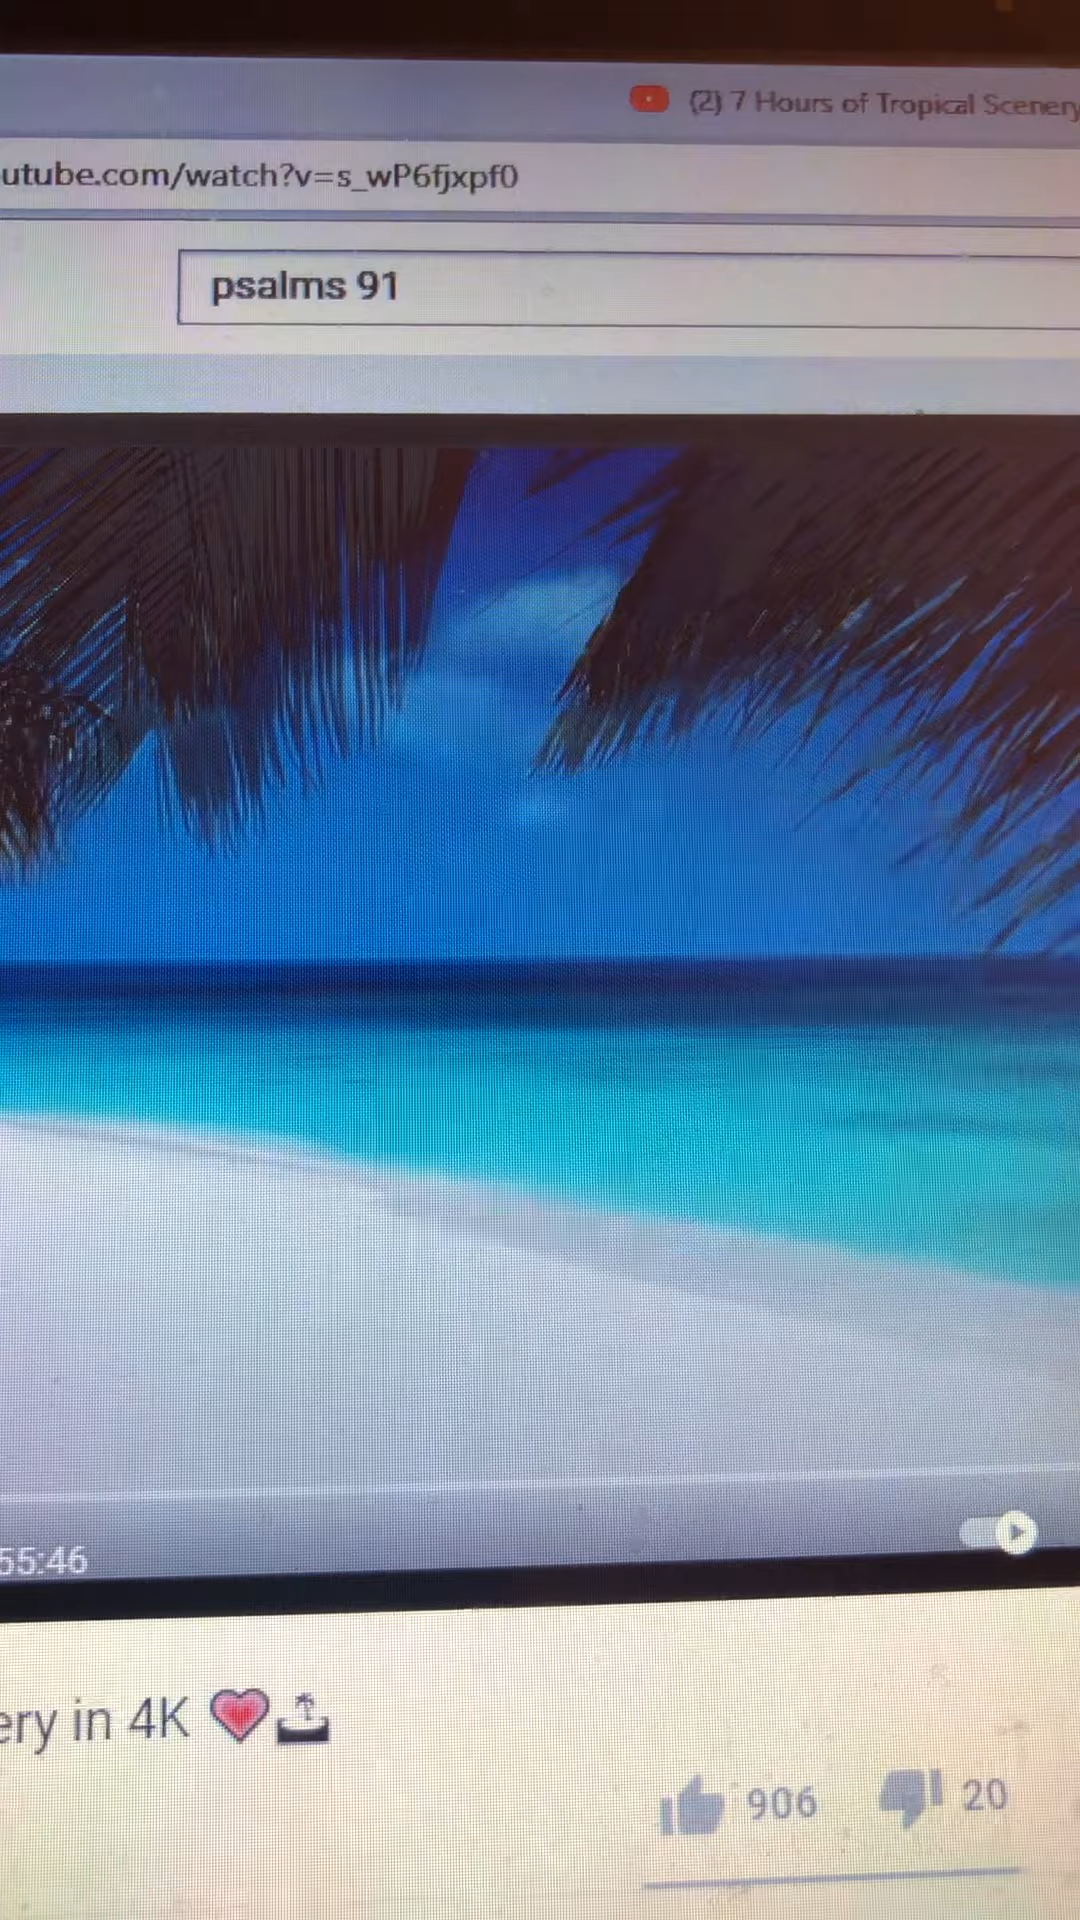 (2) 7 Hours of Tropical Scenery
utube.com/watch?v=s_wP6fjxpf0
psalms 91
55:46
ery in 4K 💗🏝
906 20